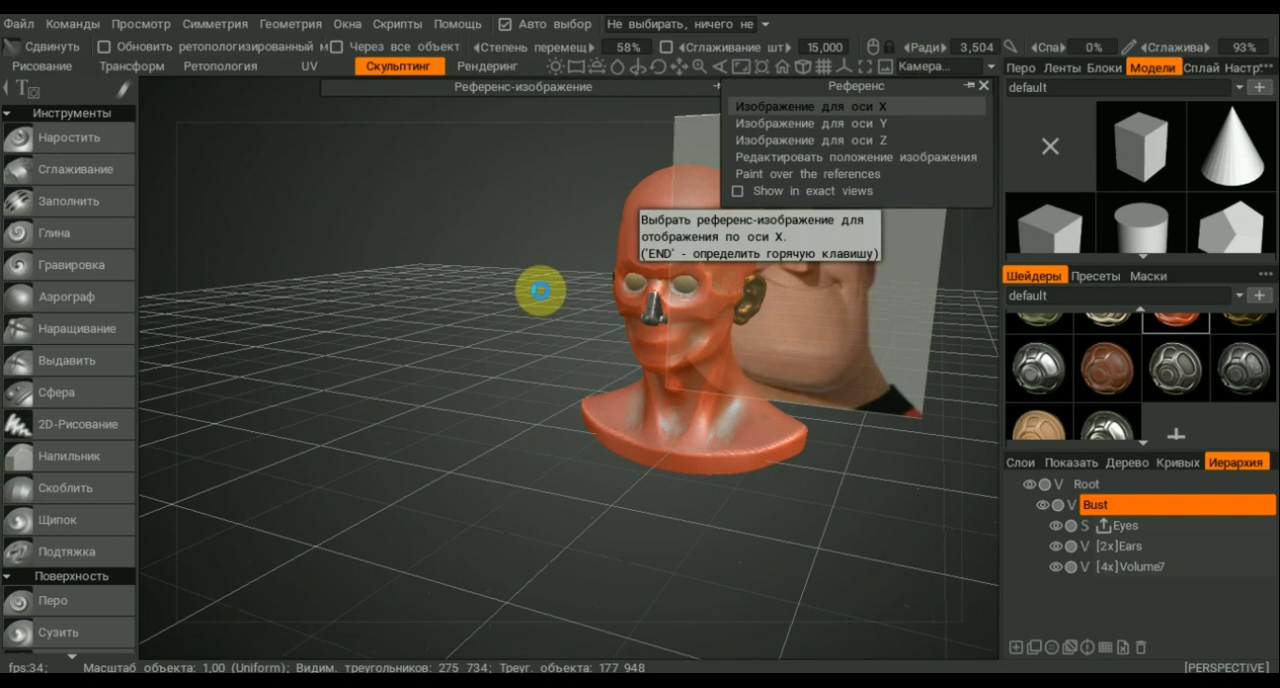 Файл Команды Просмотр Симметрия Геометрия Окна Скрипты Помощь Авто выбор Не выбирать, ничего не
Сдвинуть Обновить ретопологизированный м Через все объект Степень перемещ 58% Сглаживание шт 15,000 Ради 3,504 Спа 0% Сглажива 93%
Рисование Трансформ Ретопология UV Скульптинг Рендеринг Камера... Перо Ленты Блоки Модели Сплай Настр
Референс-изображение
Референс
default
Инструменты
Изображение для оси X
Изображение для оси Y
Изображение для оси Z
Редактировать положение изображения
Paint over the references
Show in exact views
Выбрать референс-изображение для
отображения по оси X.
('END' - определить горячую клавишу)
Наростить
Сглаживание
Заполнить
Глина
Гравировка
Аэрограф
Наращивание
Выдавить
Сфера
2D-Рисование
Напильник
Скоблить
Щипок
Подтяжка
Поверхность
Перо
Сузить
Шейдеры Пресеты Маски
default
Слои Показать Дерево Кривых Иерархия
V Root
V Bust
S Eyes
V [2x]Ears
V [4x]Volume7
fps:34; Масштаб объекта: 1,00 (Uniform); Видим. треугольников: 275 734; Треуг. объекта: 177 948 [PERSPECTIVE]